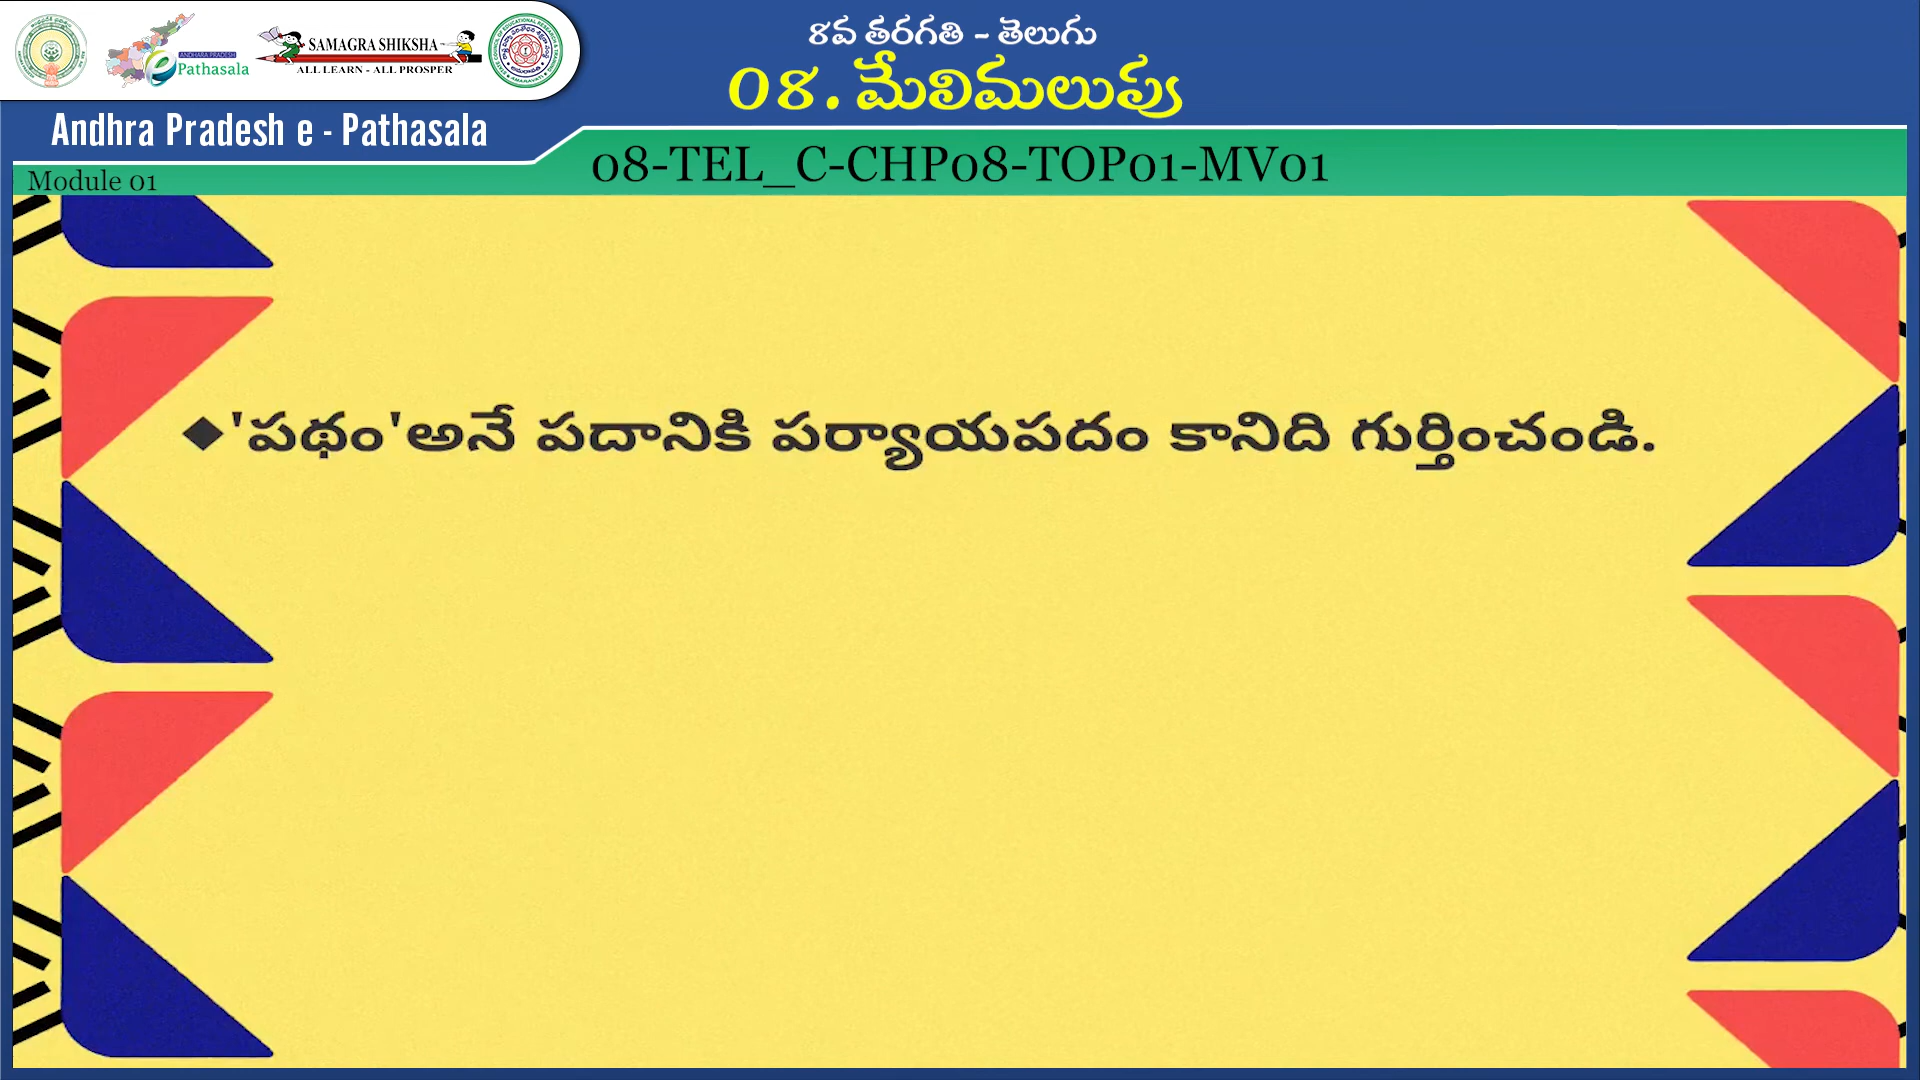 ANDHRA PRADESH
e Pathasala
SAMAGRA SHIKSHA
ALL LEARN - ALL PROSPER
Andhra Pradesh e - Pathasala
Module 01
8వ తరగతి - తెలుగు
08. మేలిమలుపు
08-TEL_C-CHP08-TOP01-MV01
◆'పథం'అనే పదానికి పర్యాయపదం కానిది గుర్తించండి.